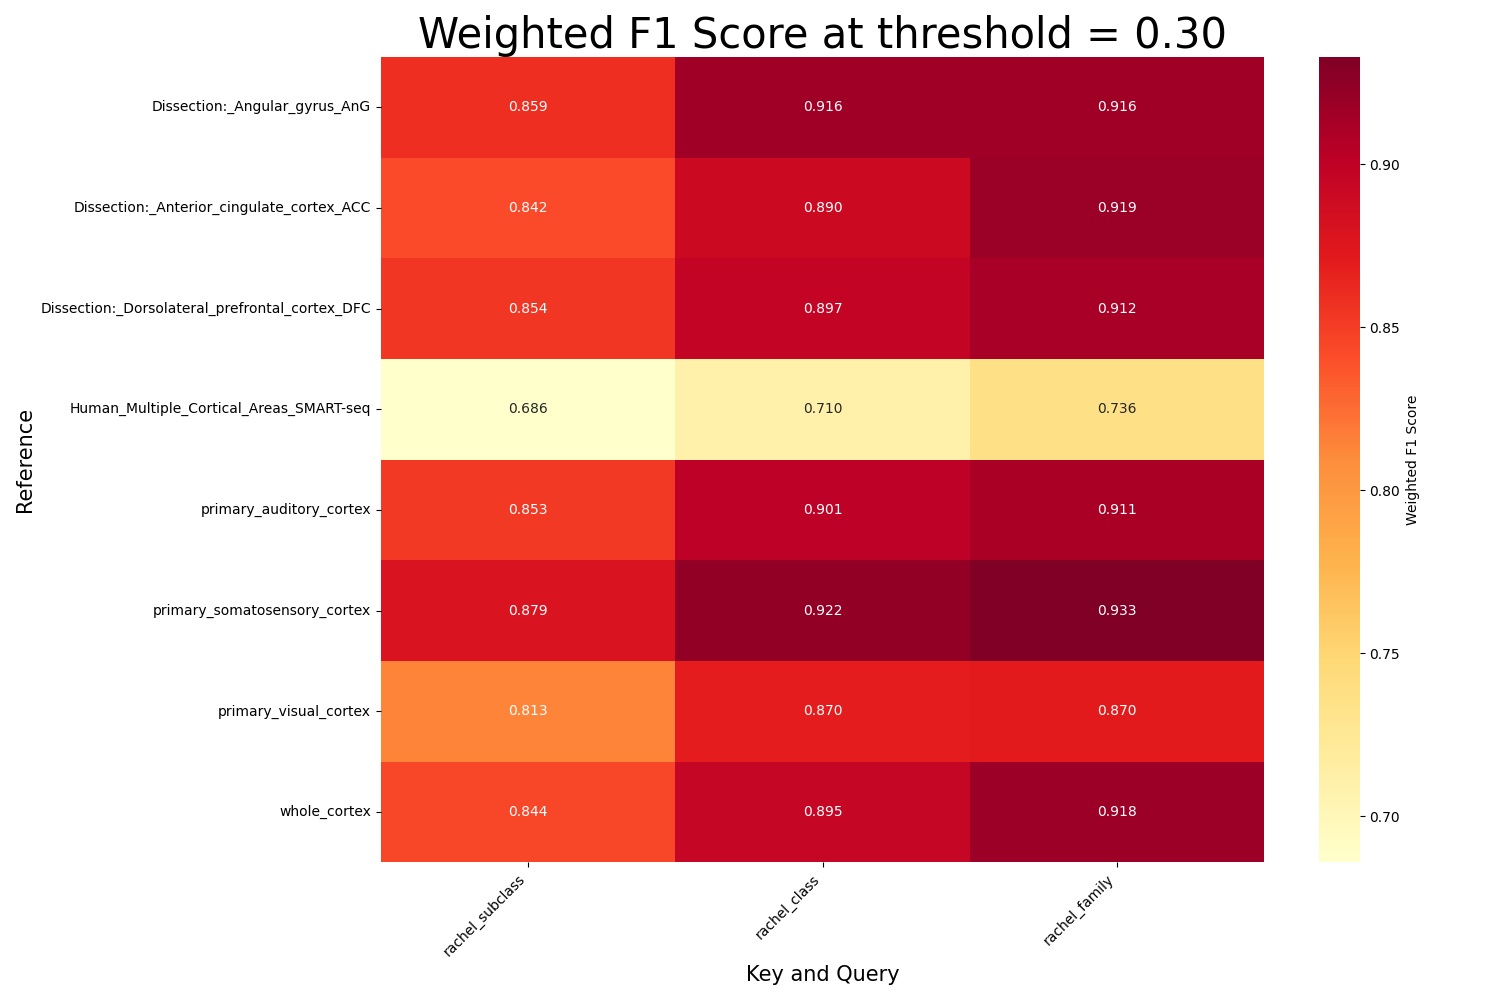 Weighted F1 Score at threshold = 0.30
Dissection:_Angular_gyrus_AnG 0.859 0.916 0.916
Dissection:_Anterior_cingulate_cortex_ACC 0.842 0.890 0.919
Dissection:_Dorsolateral_prefrontal_cortex_DFC 0.854 0.897 0.912
Human_Multiple_Cortical_Areas_SMART-seq 0.686 0.710 0.736
primary_auditory_cortex 0.853 0.901 0.911
primary_somatosensory_cortex 0.879 0.922 0.933
primary_visual_cortex 0.813 0.870 0.870
whole_cortex 0.844 0.895 0.918
Reference
rachel_subclass rachel_class rachel_family
Key and Query
0.90
0.85
0.80
0.75
0.70
Weighted F1 Score